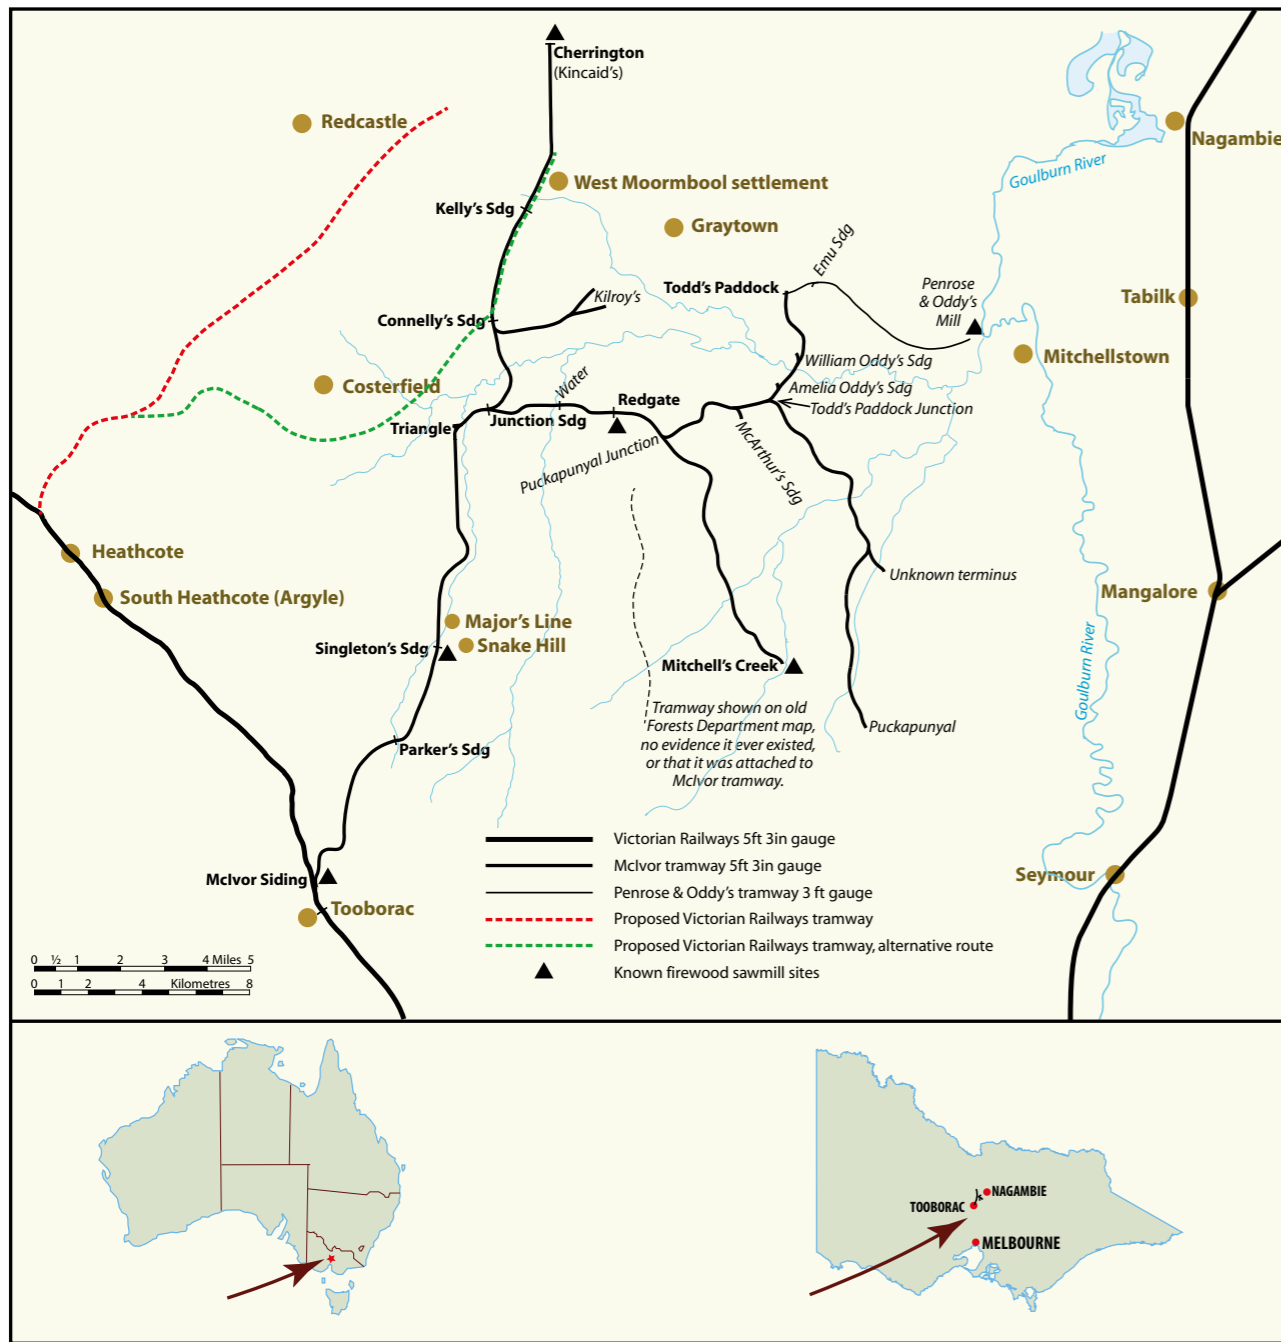 Cherrington
(Kincaid's)
Redcastle
Nagambie
Goulburn River
West Moormbool settlement
Kelly's Sdg
Graytown
Emu Sdg
Todd's Paddock
Penrose
& Oddy's
Mill
Tabilk
Kilroy's
Connelly's Sdg
Mitchellstown
William Oddy's Sdg
Costerfield
Water
Amelia Oddy's Sdg
Redgate
Todd's Paddock Junction
Junction Sdg
Triangle
Puckapunyal Junction
McArthur's Sdg
Heathcote
Unknown terminus
South Heathcote (Argyle)
Mangalore
Major's Line
Snake Hill
Singleton's Sdg
Mitchell's Creek
Goulburn River
Tramway shown on old
'Forests Department map,
no evidence it ever existed,
or that it was attached to
McIvor tramway.
Puckapunyal
Parker's Sdg
Victorian Railways 5ft 3in gauge
McIvor tramway 5ft 3in gauge
Penrose & Oddy's tramway 3 ft gauge
Proposed Victorian Railways tramway
Proposed Victorian Railways tramway, alternative route
Known firewood sawmill sites
Seymour
McIvor Siding
Tooborac
0 ½ 1 2 3 4 Miles 5
0 1 2 4 Kilometres 8
NAGAMBIE
TOOBORAC
MELBOURNE